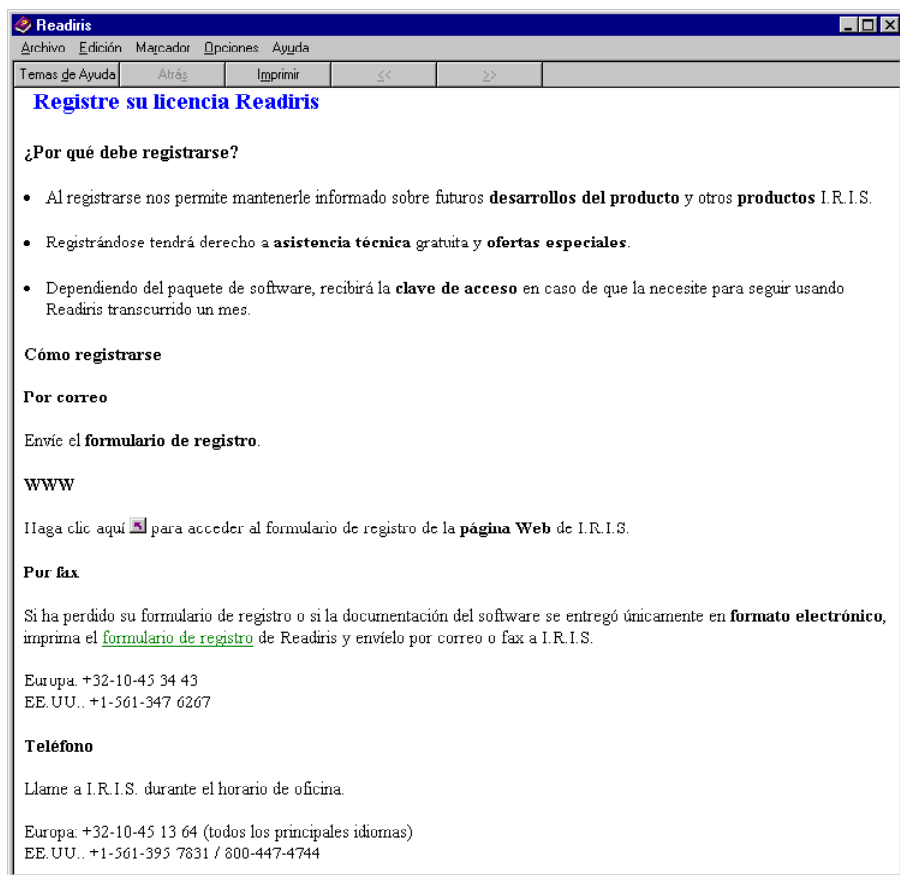 Readiris
Archivo Edición Marcador Opciones Ayuda
Temas de Ayuda Atrás Imprimir << >>
Registre su licencia Readiris
¿Por qué debe registrarse?
• Al registrarse nos permite mantenerle informado sobre futuros desarrollos del producto y otros productos I.R.I.S.
• Registrándose tendrá derecho a asistencia técnica gratuita y ofertas especiales.
• Dependiendo del paquete de software, recibirá la clave de acceso en caso de que la necesite para seguir usando
Readiris transcurrido un mes.
Cómo registrarse
Por correo
Envíe el formulario de registro.
WWW
Haga clic aquí para acceder al formulario de registro de la página Web de I.R.I.S.
Por fax
Si ha perdido su formulario de registro o si la documentación del software se entregó únicamente en formato electrónico,
imprima el formulario de registro de Readiris y envíelo por correo o fax a I.R.I.S.
Europa: +32-10-45 34 43
EE.UU.: +1-561-347 6267
Teléfono
Llame a I.R.I.S. durante el horario de oficina.
Europa: +32-10-45 13 64 (todos los principales idiomas)
EE.UU.: +1-561-395 7831 / 800-447-4744